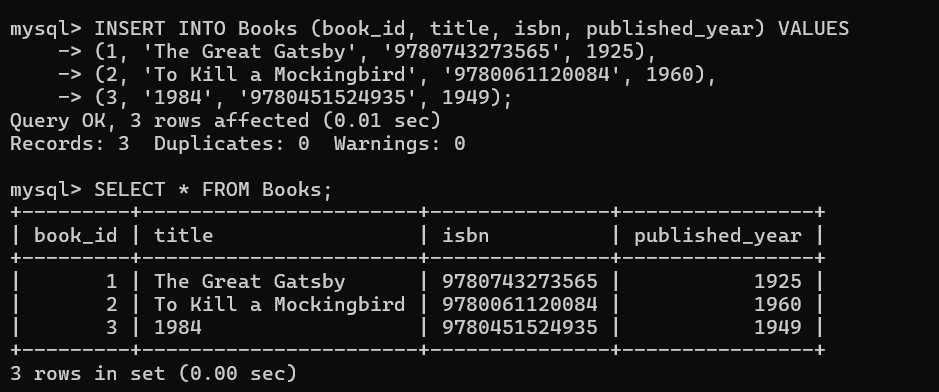 mysql> INSERT INTO Books (book_id, title, isbn, published_year) VALUES
    -> (1, 'The Great Gatsby', '9780743273565', 1925),
    -> (2, 'To Kill a Mockingbird', '9780061120084', 1960),
    -> (3, '1984', '9780451524935', 1949);
Query OK, 3 rows affected (0.01 sec)
Records: 3  Duplicates: 0  Warnings: 0

mysql> SELECT * FROM Books;
+---------+-----------------------+---------------+----------------+
| book_id | title                 | isbn          | published_year |
+---------+-----------------------+---------------+----------------+
|       1 | The Great Gatsby      | 9780743273565 |           1925 |
|       2 | To Kill a Mockingbird | 9780061120084 |           1960 |
|       3 | 1984                  | 9780451524935 |           1949 |
+---------+-----------------------+---------------+----------------+
3 rows in set (0.00 sec)